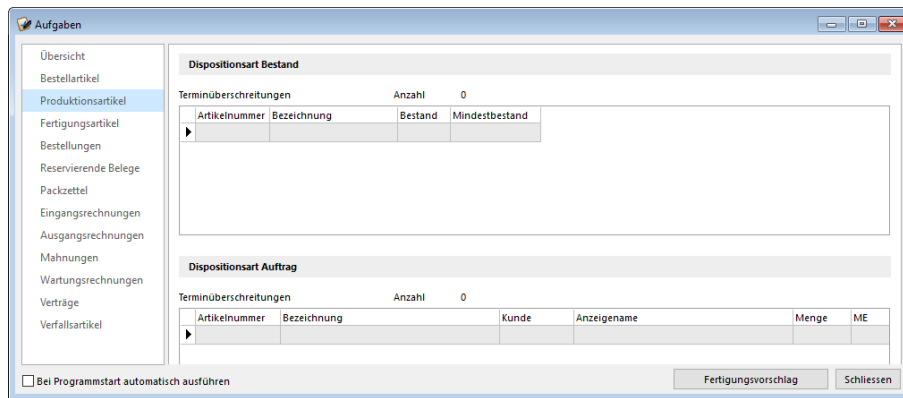 Aufgaben
Übersicht
Bestellartikel
Produktionsartikel
Fertigungsartikel
Bestellungen
Reservierende Belege
Packzettel
Eingangsrechnungen
Ausgangsrechnungen
Mahnungen
Wartungsrechnungen
Verträge
Verfallsartikel
Dispositionsart Bestand
Terminüberschreitungen Anzahl 0
Artikelnummer Bezeichnung Bestand Mindestbestand
Dispositionsart Auftrag
Terminüberschreitungen Anzahl 0
Artikelnummer Bezeichnung Kunde Anzeigename Menge ME
Bei Programmstart automatisch ausführen
Fertigungsvorschlag Schliessen